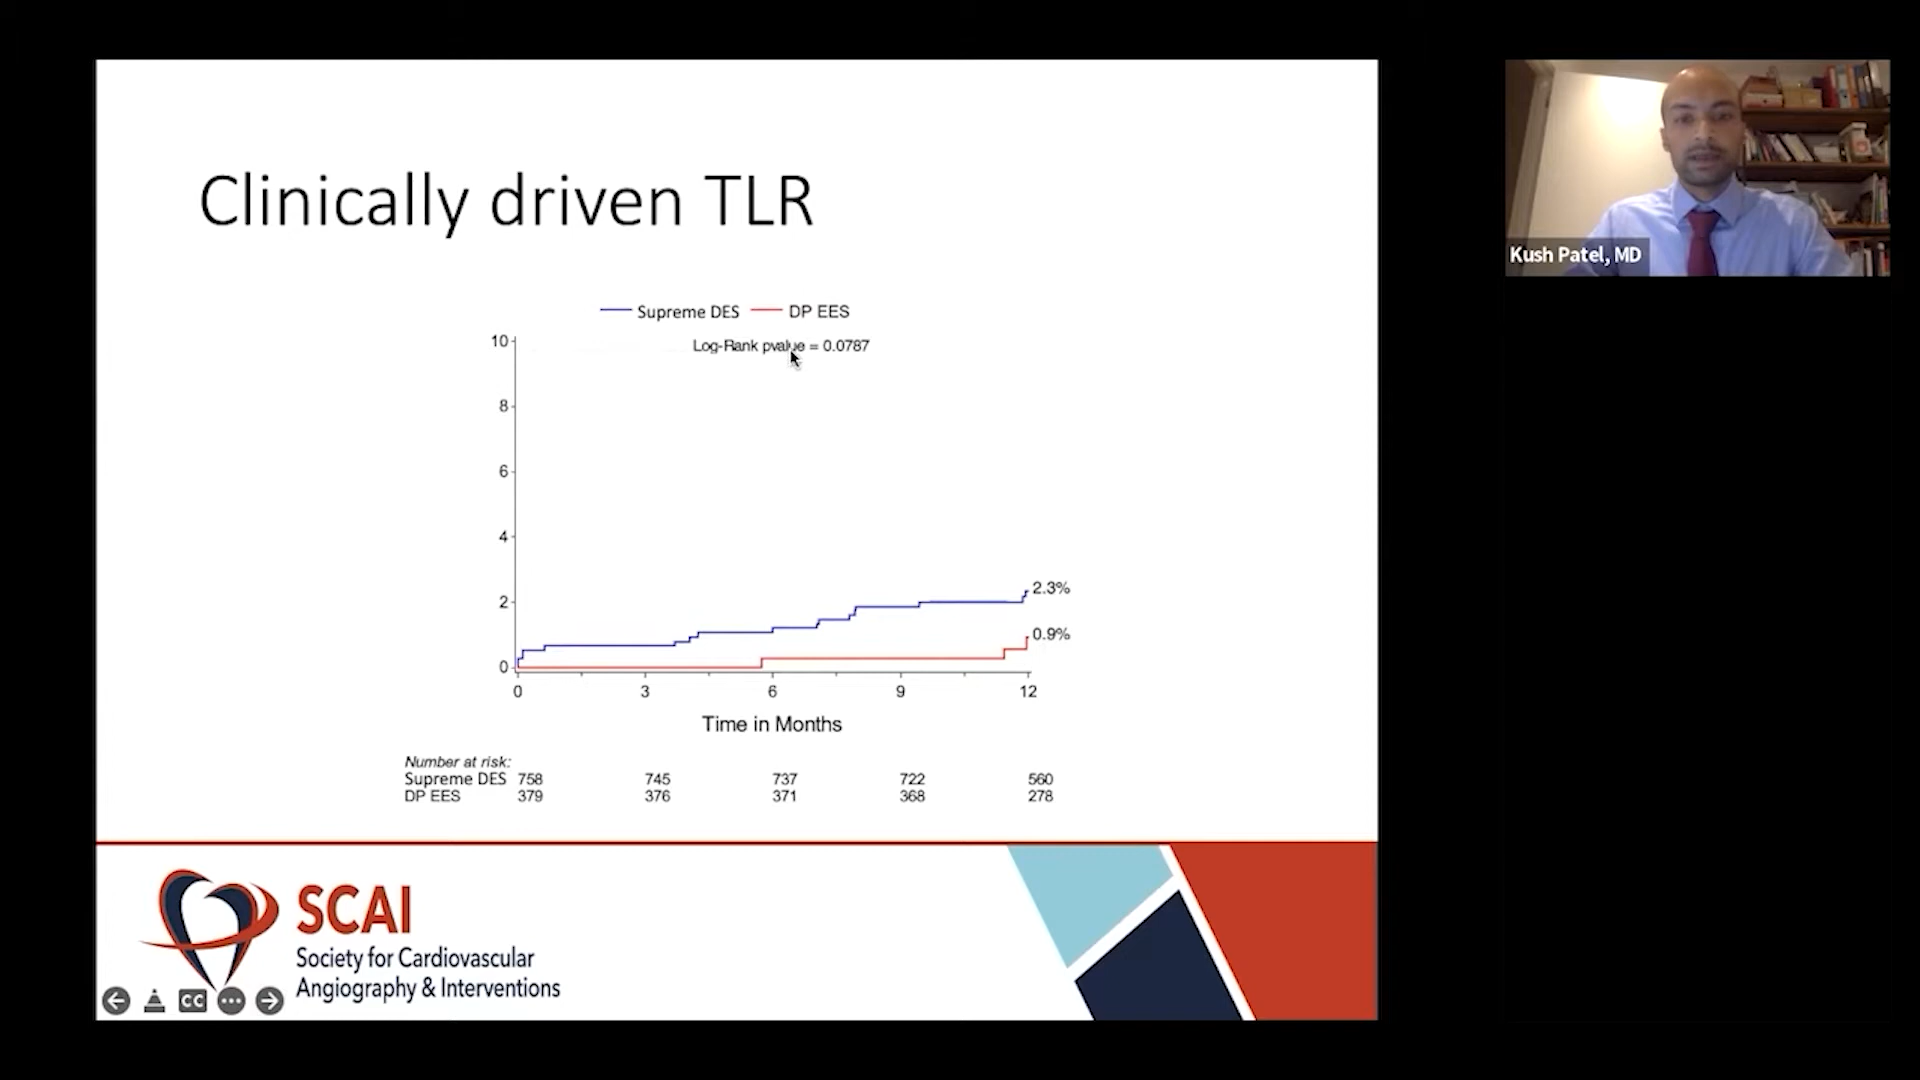 Clinically driven TLR
Supreme DES DP EES
Log-Rank pvalue = 0.0787
10
8
6
4
2
0
2.3%
0.9%
0 3 6 9 12
Time in Months
Number at risk:
Supreme DES 758 745 737 722 560
DP EES 379 376 371 368 278
SCAI
Society for Cardiovascular
Angiography & Interventions
CC
Kush Patel, MD